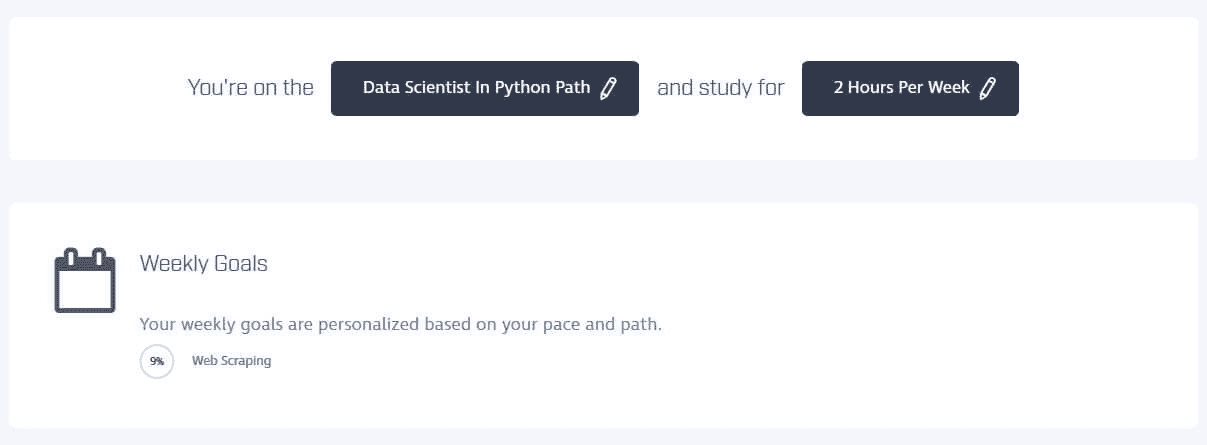 You're on the Data Scientist In Python Path and study for 2 Hours Per Week
Weekly Goals
Your weekly goals are personalized based on your pace and path.
9% Web Scraping